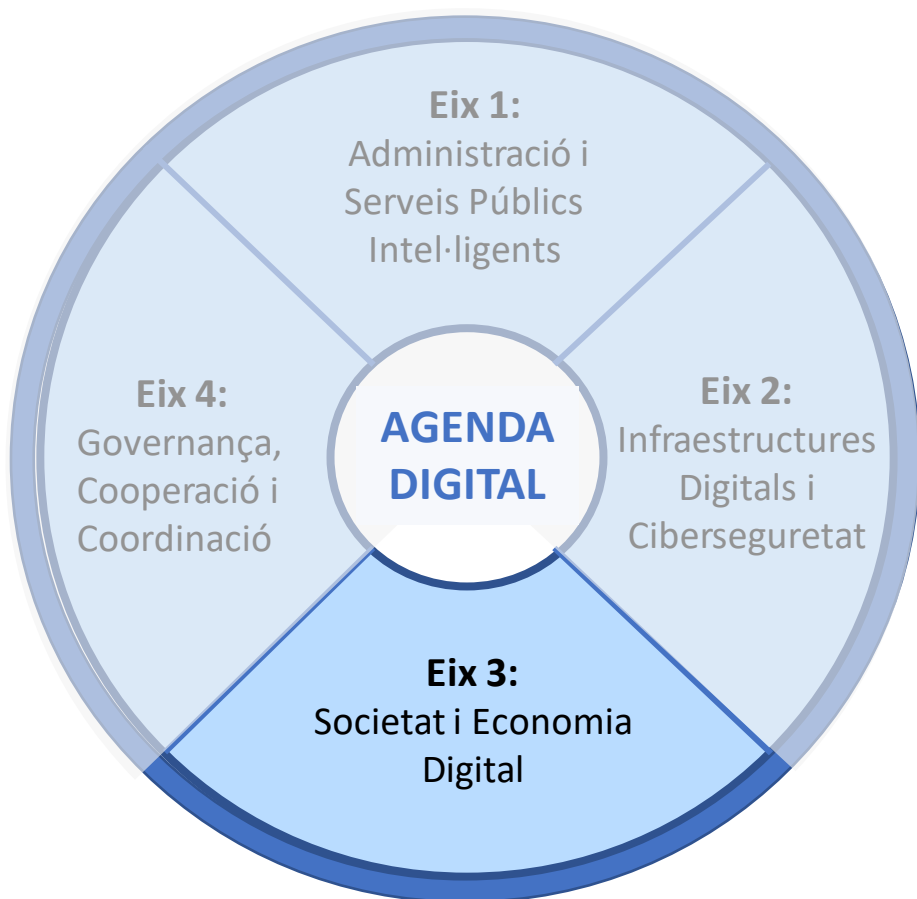 Eix 1:
Administració i
Serveis Públics
Intel·ligents
Eix 4:
Governança,
Cooperació i
Coordinació
AGENDA
DIGITAL
Eix 2:
Infraestructures
Digitals i
Ciberseguretat
Eix 3:
Societat i Economia
Digital